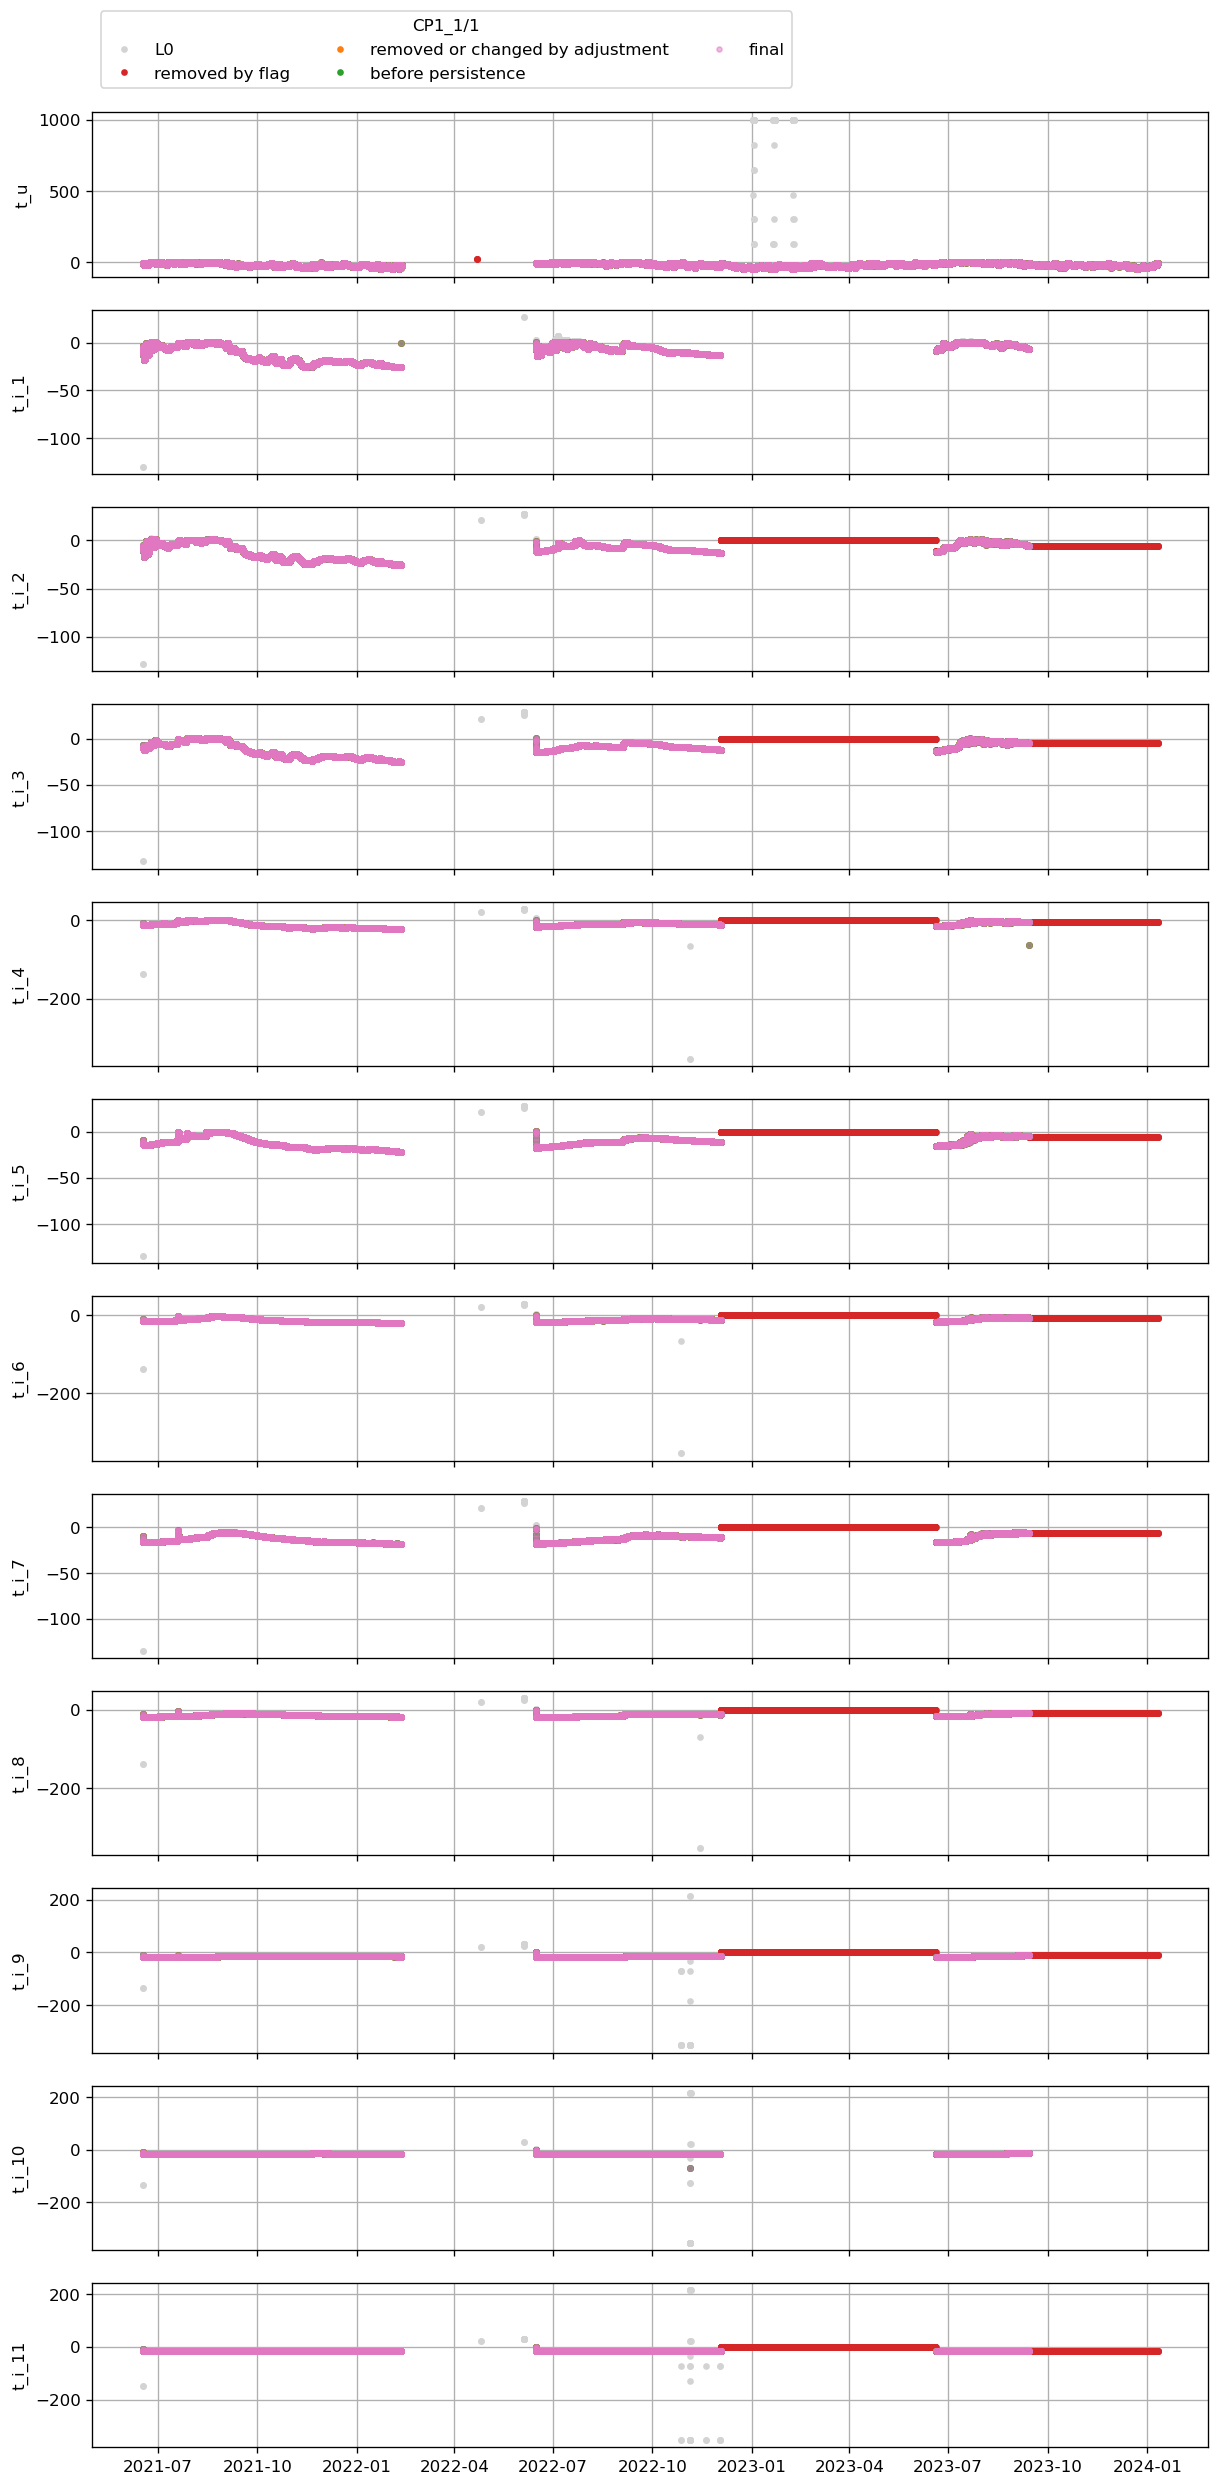 CP1_1/1
L0 removed or changed by adjustment final
removed by flag before persistence
1000
500
0
t_u
0
−50
−100
t_i_1
0
−50
−100
t_i_2
0
−50
−100
t_i_3
0
−200
t_i_4
0
−50
−100
t_i_5
0
−200
t_i_6
0
−50
−100
t_i_7
0
−200
t_i_8
200
0
−200
t_i_9
200
0
−200
t_i_10
200
0
−200
t_i_11
2021-07 2021-10 2022-01 2022-04 2022-07 2022-10 2023-01 2023-04 2023-07 2023-10 2024-01